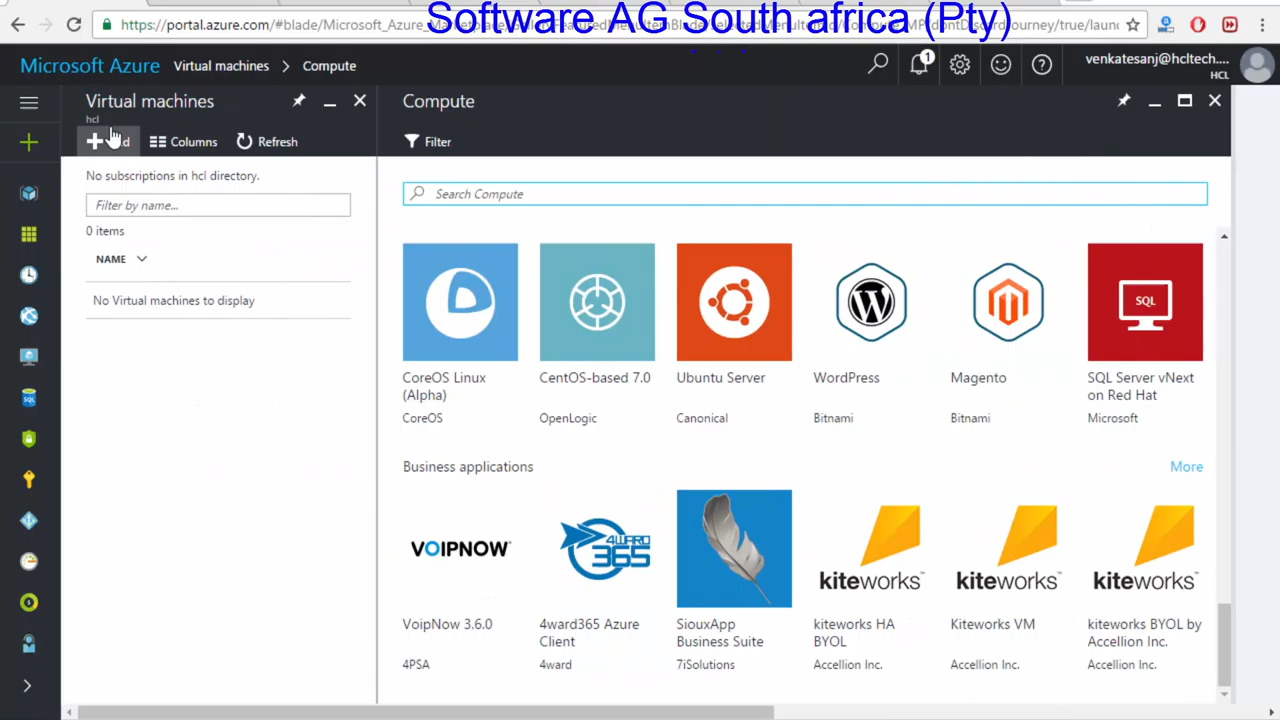 Software AG South africa (Pty)
https://portal.azure.com/#blade/Microsoft_Azure_
Microsoft Azure
Virtual machines > Compute
1
venkatesanj@hcltech....
HCL
Virtual machines
hcl
Columns
Refresh
No subscriptions in hcl directory.
Filter by name...
0 items
NAME
No Virtual machines to display
Compute
Filter
Search Compute
SQL
CoreOS Linux
(Alpha)
CoreOS
CentOS-based 7.0
OpenLogic
Ubuntu Server
Canonical
WordPress
Bitnami
Magento
Bitnami
SQL Server vNext
on Red Hat
Microsoft
Business applications
More
VOIPNOW
4WARD
365
kiteworks
kiteworks
kiteworks
VoipNow 3.6.0
4PSA
4ward365 Azure
Client
4ward
SiouxApp
Business Suite
7iSolutions
kiteworks HA
BYOL
Accellion Inc.
Kiteworks VM
Accellion Inc.
kiteworks BYOL by
Accellion Inc.
Accellion Inc.
SQL